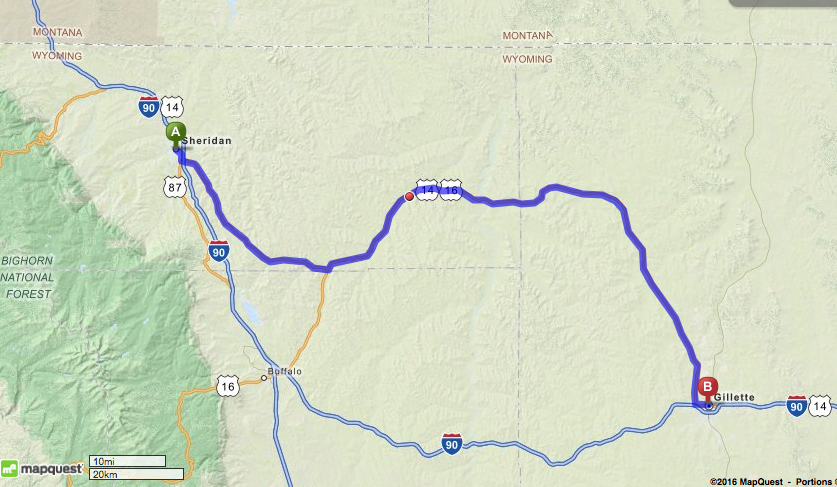 MONTANA
WYOMING
MONTANA
WYOMING
90 14
A
Sheridan
87
14 16
90
BIGHORN
NATIONAL
FOREST
Buffalo
16
B
Gillette
90 14
90
mapquest
10mi
20km
©2016 MapQuest - Portions